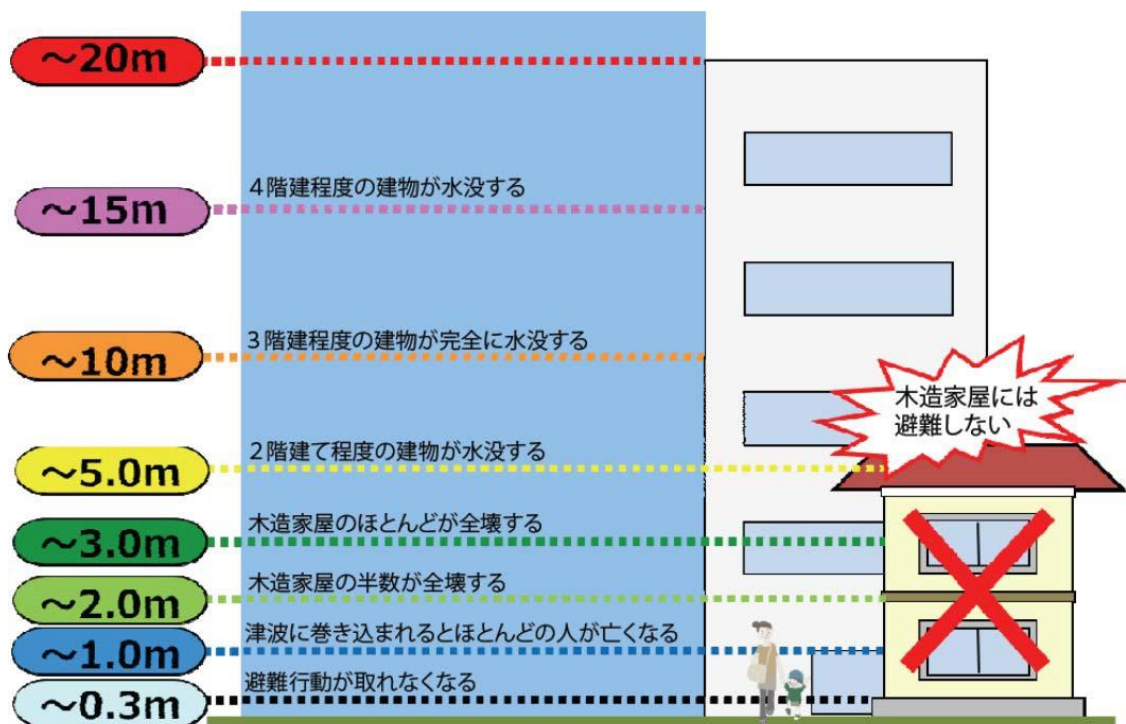 ～20m
4階建程度の建物が水没する
～15m
3階建程度の建物が完全に水没する
～10m
木造家屋には
避難しない
2階建て程度の建物が水没する
～5.0m
木造家屋のほとんどが全壊する
～3.0m
木造家屋の半数が全壊する
～2.0m
津波に巻き込まれるとほとんどの人が亡くなる
～1.0m
避難行動が取れなくなる
～0.3m